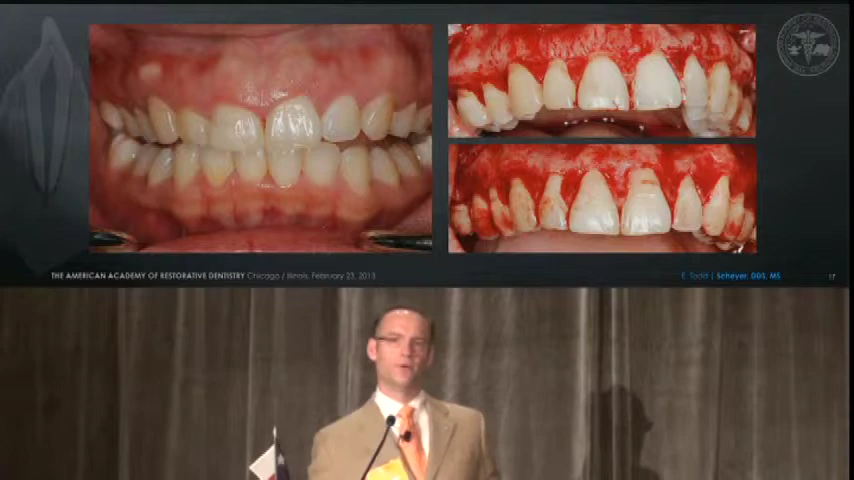 THE AMERICAN ACADEMY OF RESTORATIVE DENTISTRY Chicago / Illinois, February 23, 2013
E. Todd | Scheyer, DDS, MS
17